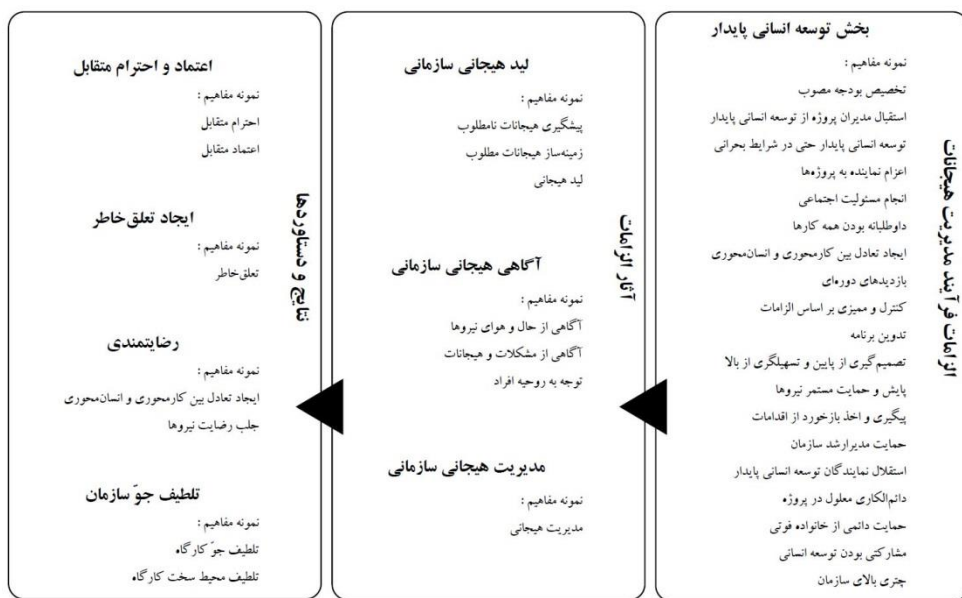 الزامات فرآیند مدیریت هیجانات
بخش توسعه انسانی پایدار
نمونه مفاهیم :
تخصیص بودجه مصوب
استقبال مدیران پروژه از توسعه انسانی پایدار
توسعه انسانی پایدار حتی در شرایط بحرانی
اعزام نماینده به پروژه‌ها
انجام مسئولیت اجتماعی
داوطلبانه بودن همه کارها
ایجاد تعادل بین کارمحوری و انسان‌محوری
بازدیدهای دوره‌ای
کنترل و ممیزی بر اساس الزامات
تدوین برنامه
تصمیم‌گیری از پایین و تسهیلگری از بالا
پایش و حمایت مستمر نیروها
پیگیری و اخذ بازخورد از اقدامات
حمایت مدیرارشد سازمان
استقلال نمایندگان توسعه انسانی پایدار
دائم‌الکاری معلول در پروژه
حمایت دائمی از خانواده فوتی
مشارکتی بودن توسعه انسانی
چتری بالای سازمان
آثار الزامات
لید هیجانی سازمانی
نمونه مفاهیم :
پیشگیری هیجانات نامطلوب
زمینه‌ساز هیجانات مطلوب
لید هیجانی
آگاهی هیجانی سازمانی
نمونه مفاهیم :
آگاهی از حال و هوای نیروها
آگاهی از مشکلات و هیجانات
توجه به روحیه افراد
مدیریت هیجانی سازمانی
نمونه مفاهیم :
مدیریت هیجانی
نتایج و دستاوردها
اعتماد و احترام متقابل
نمونه مفاهیم :
احترام متقابل
اعتماد متقابل
ایجاد تعلق‌خاطر
نمونه مفاهیم :
تعلق‌خاطر
رضایتمندی
نمونه مفاهیم :
ایجاد تعادل بین کارمحوری و انسان‌محوری
جلب رضایت نیروها
تلطیف جوّ سازمان
نمونه مفاهیم :
تلطیف جوّ کارگاه
تلطیف محیط سخت کارگاه